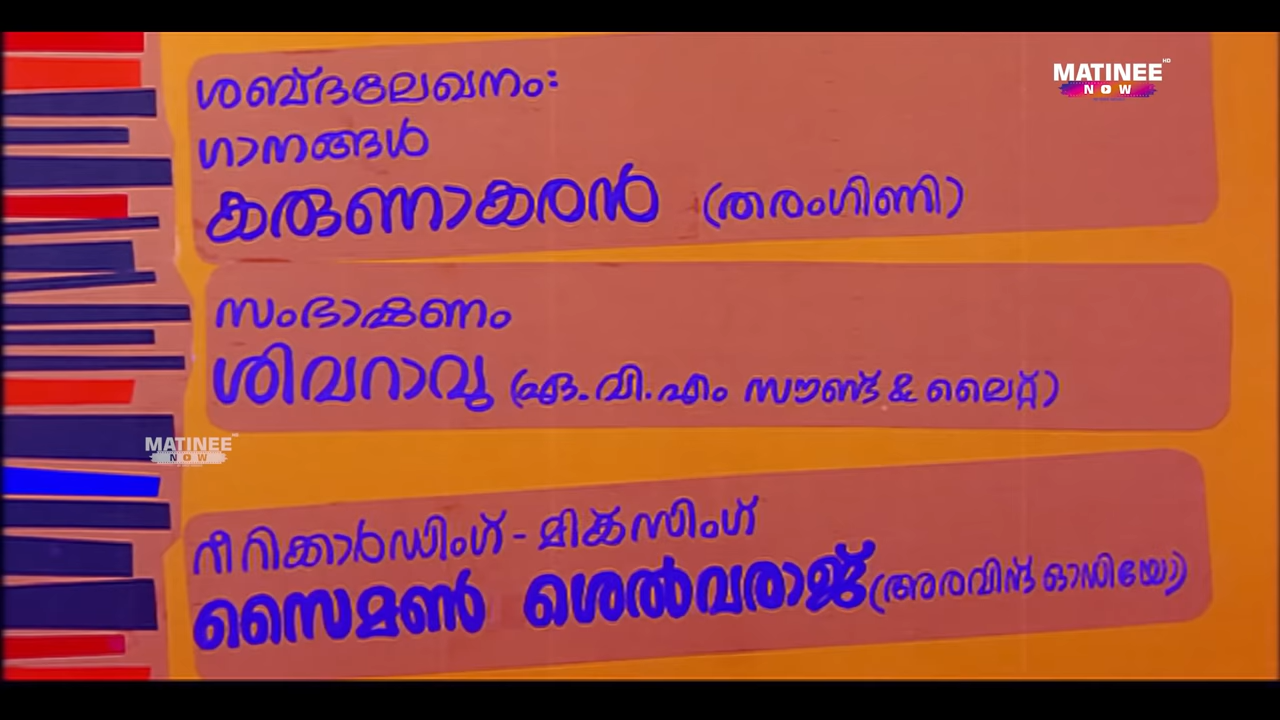 MATINEE HD
NOW
ശബ്ദലേഖനം:
ഗാനങ്ങൾ
കരുണാകരൻ (തരംഗിണി)
സംഭാഷണം
ശിവറാവു (ഏ.വി.എം സൗണ്ട് & ലൈറ്റ്)
MATINEE
NOW
റീറിക്കാർഡിംഗ് - മിക്സിംഗ്
സൈമൺ ശെൽവരാജ് (അരവിന്ദ് ഓഡിയോ)